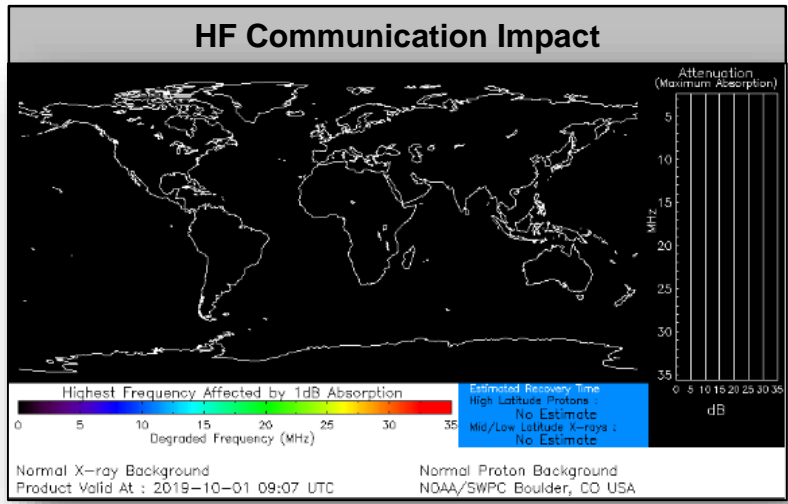 HF Communication Impact
Attenuation
(Maximum Absorption)
5
10
15
20
25
30
35
MHz
0 5 10 15 20 25 30 35
dB
Highest Frequency Affected by 1dB Absorption
0 5 10 15 20 25 30 35
Degraded Frequency (MHz)
Estimated Recovery Time
High Latitude Protons :
No Estimate
Mid/Low Latitude X-rays :
No Estimate
Normal X-ray Background
Normal Proton Background
Product Valid At : 2019-10-01 09:07 UTC
NOAA/SWPC Boulder, CO USA